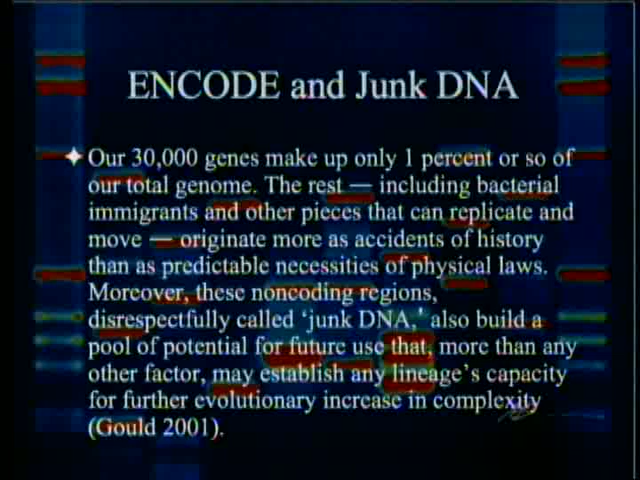 ENCODE and Junk DNA
Our 30,000 genes make up only 1 percent or so of
our total genome. The rest — including bacterial
immigrants and other pieces that can replicate and
move — originate more as accidents of history
than as predictable necessities of physical laws.
Moreover, these noncoding regions,
disrespectfully called ‘junk DNA,’ also build a
pool of potential for future use that, more than any
other factor, may establish any lineage’s capacity
for further evolutionary increase in complexity
(Gould 2001).